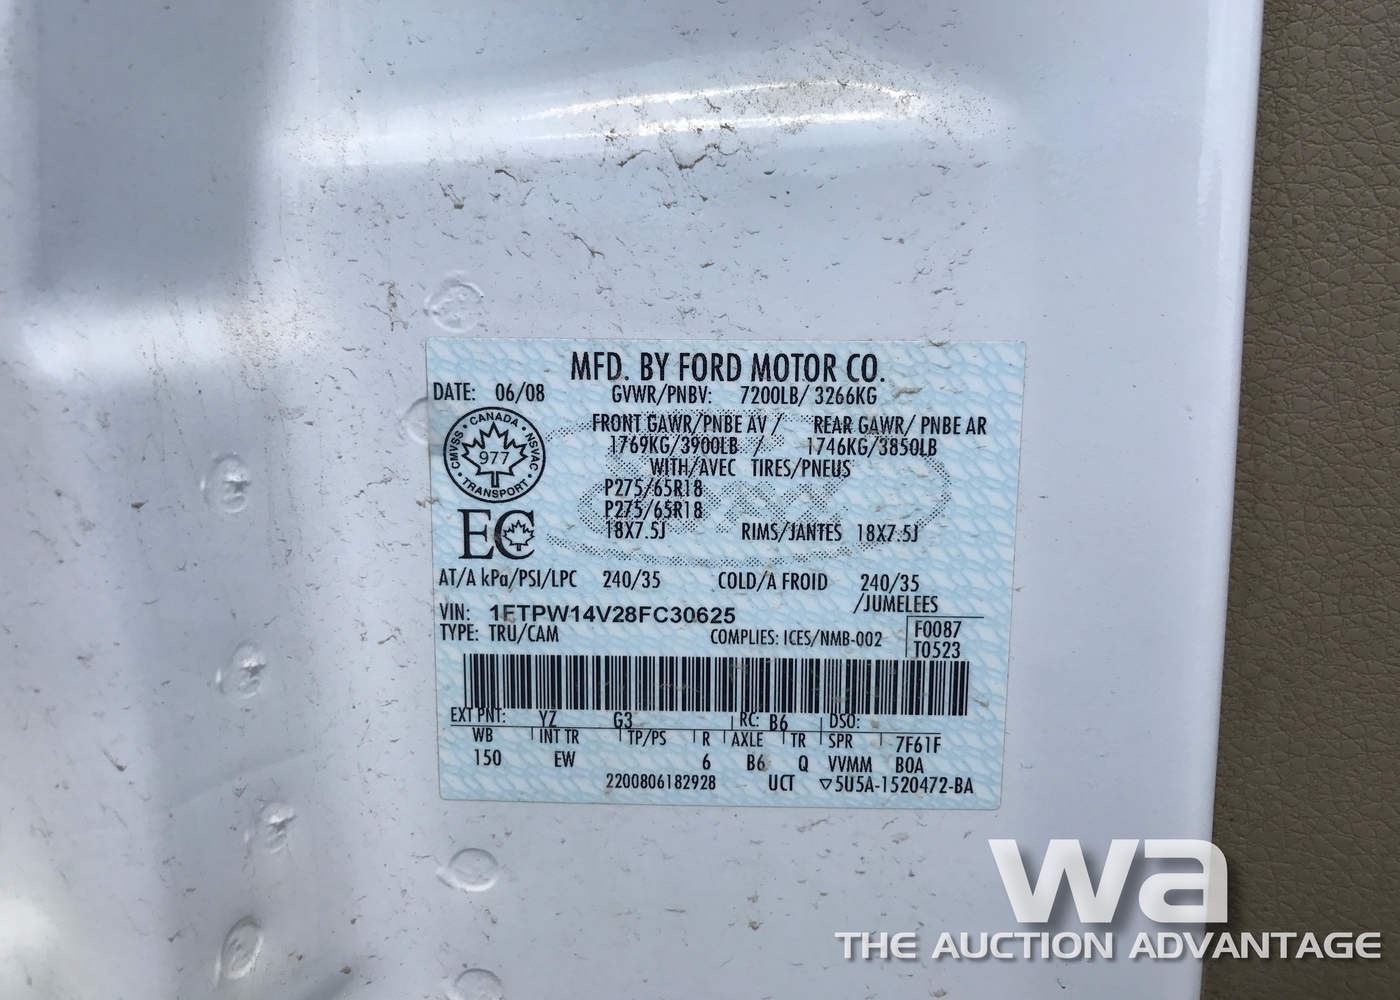 MFD. BY FORD MOTOR CO.
DATE: 06/08 GVWR/PNBV: 7200LB/ 3266KG
FRONT GAWR/PNBE AV / REAR GAWR/ PNBE AR
1769KG/3900LB / 1746KG/3850LB
WITH/AVEC TIRES/PNEUS
P275/65R18
P275/65R18
18X7.5J RIMS/JANTES 18X7.5J
CANADA
CMVSS NSVAC
977
TRANSPORT
EC
AT/A kPa/PSI/LPC 240/35 COLD/A FROID 240/35
/JUMELEES
VIN: 1FTPW14V28FC30625
TYPE: TRU/CAM COMPLIES: ICES/NMB-002
F0087
T0523
EXT PNT: YZ G3 RC: B6 DSO:
WB INT TR TP/PS R AXLE TR SPR 7F61F
150 EW 6 B6 Q VVMM BOA
2200806182928 UCT ▽5U5A-1520472-BA
wa
THE AUCTION ADVANTAGE